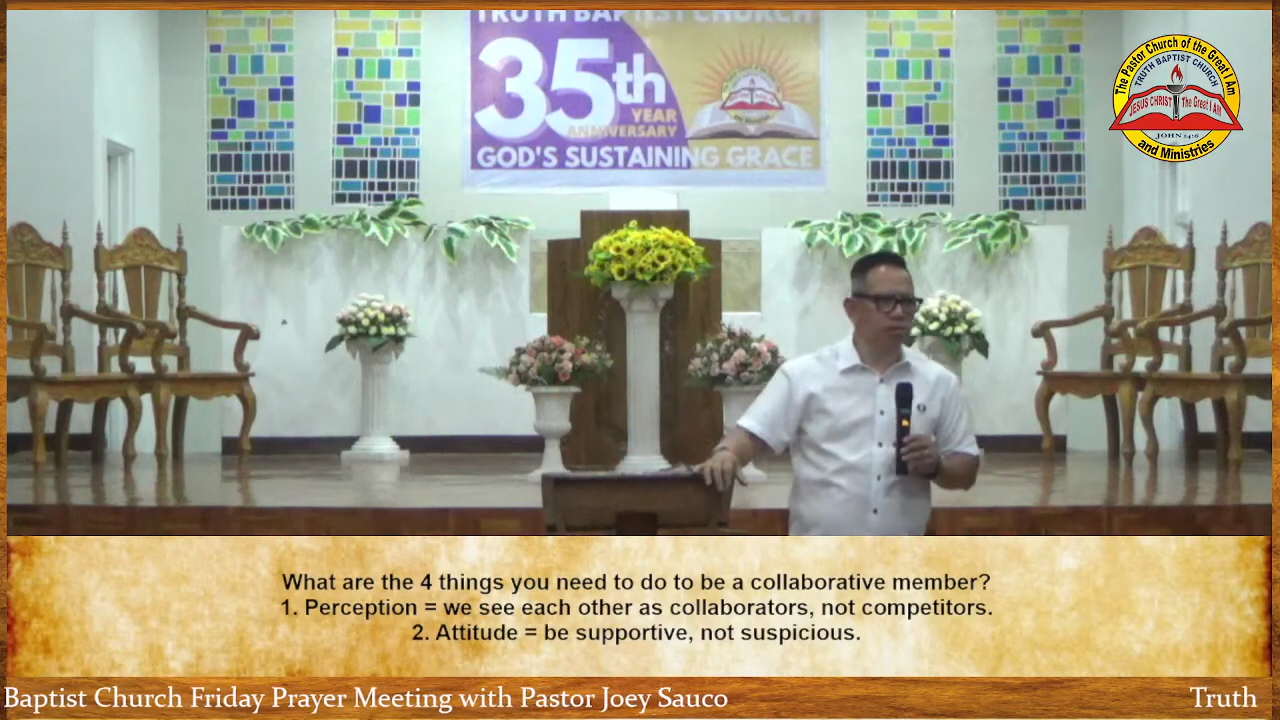 TRUTH BAPTIST CHURCH
35th
YEAR
ANNIVERSARY
GOD'S SUSTAINING GRACE
The Pastor Church of the Great I Am
TRUTH BAPTIST CHURCH
JESUS CHRIST The Great I AM
JOHN 14:6
and Ministries
What are the 4 things you need to do to be a collaborative member?
1. Perception = we see each other as collaborators, not competitors.
2. Attitude = be supportive, not suspicious.
Baptist Church Friday Prayer Meeting with Pastor Joey Sauco
Truth